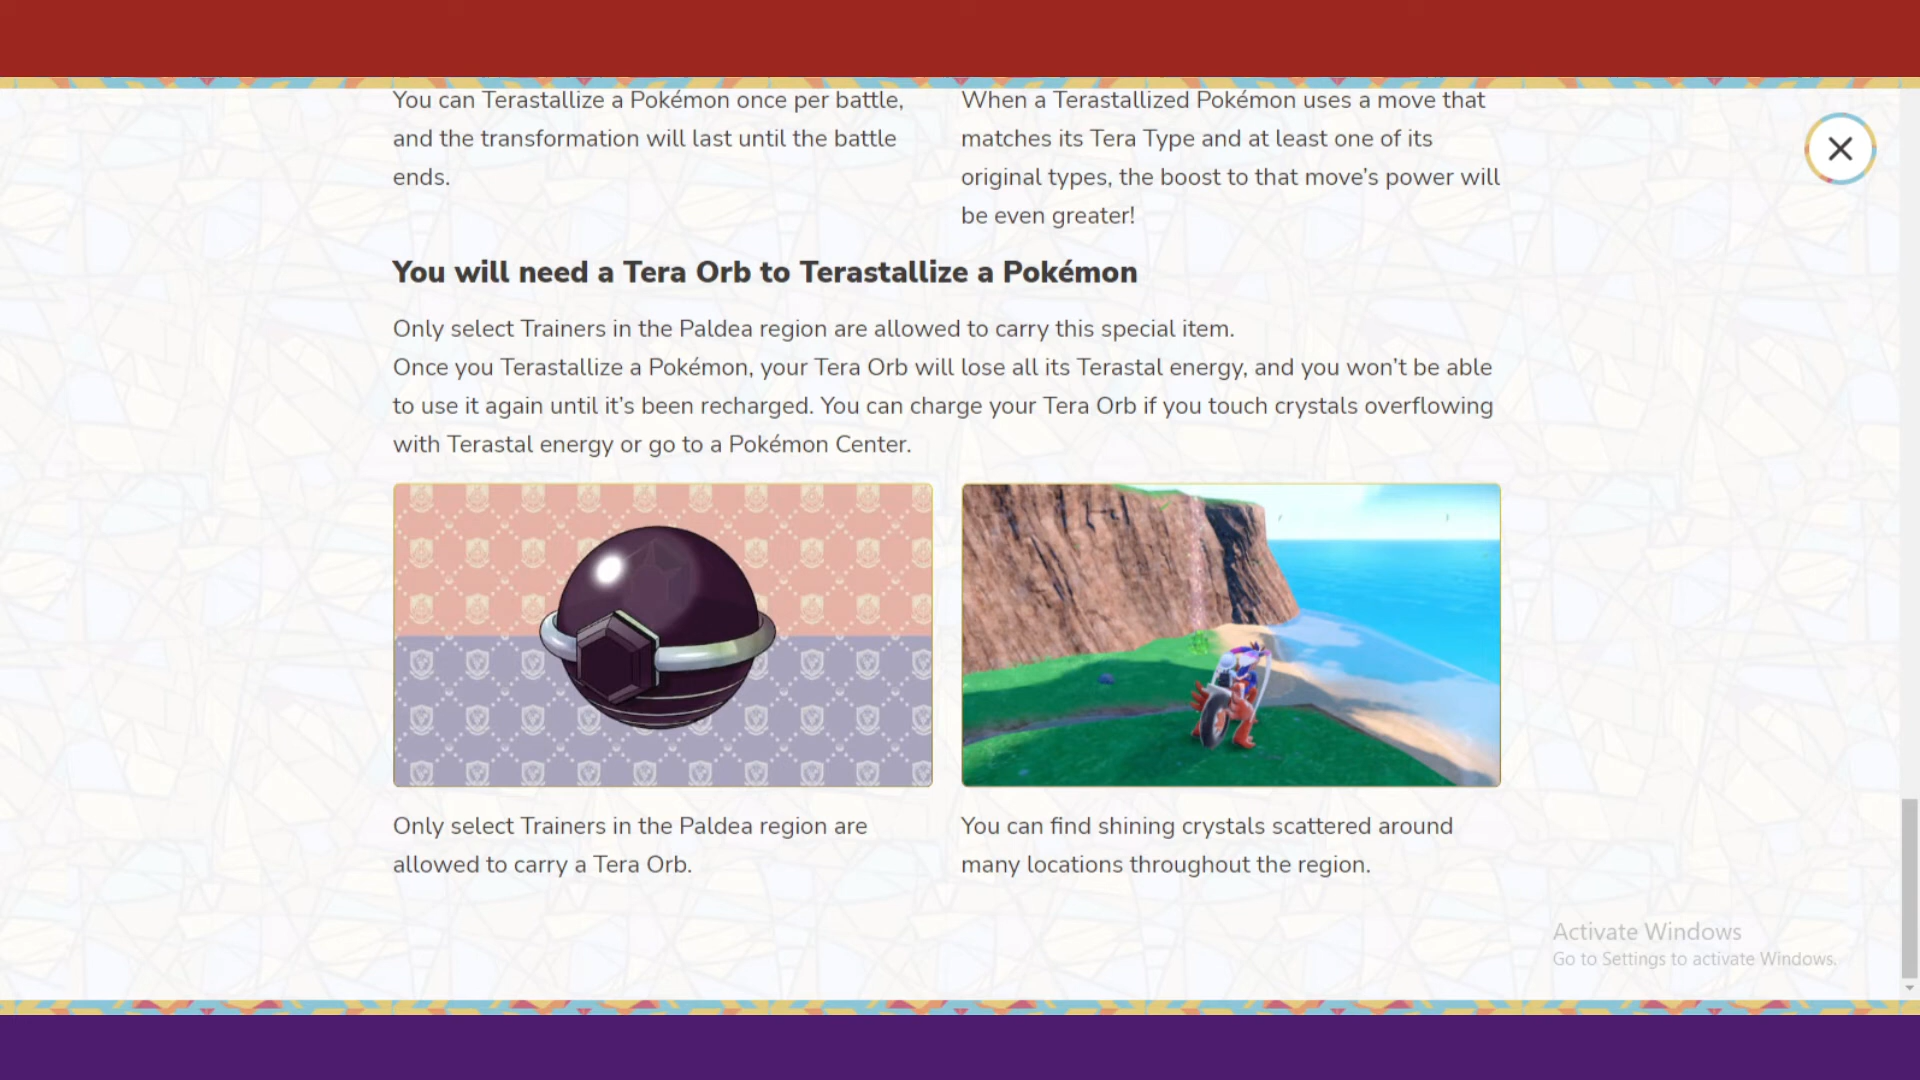 You can Terastallize a Pokémon once per battle,
and the transformation will last until the battle
ends.
When a Terastallized Pokémon uses a move that
matches its Tera Type and at least one of its
original types, the boost to that move’s power will
be even greater!
You will need a Tera Orb to Terastallize a Pokémon
Only select Trainers in the Paldea region are allowed to carry this special item.
Once you Terastallize a Pokémon, your Tera Orb will lose all its Terastal energy, and you won’t be able
to use it again until it’s been recharged. You can charge your Tera Orb if you touch crystals overflowing
with Terastal energy or go to a Pokémon Center.
Only select Trainers in the Paldea region are
allowed to carry a Tera Orb.
You can find shining crystals scattered around
many locations throughout the region.
Activate Windows
Go to Settings to activate Windows.